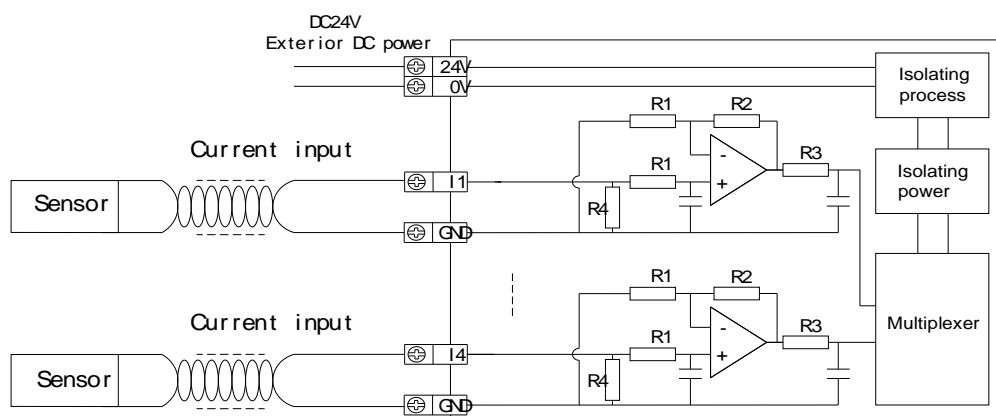 DC24V
Exterior DC power
24V
0V
Isolating
process
R1
R2
Current input
I1
R1
R3
Isolating
power
Sensor
R4
GND
-
+
R1
R2
Multiplexer
Current input
I4
R1
R3
Sensor
R4
GND
-
+